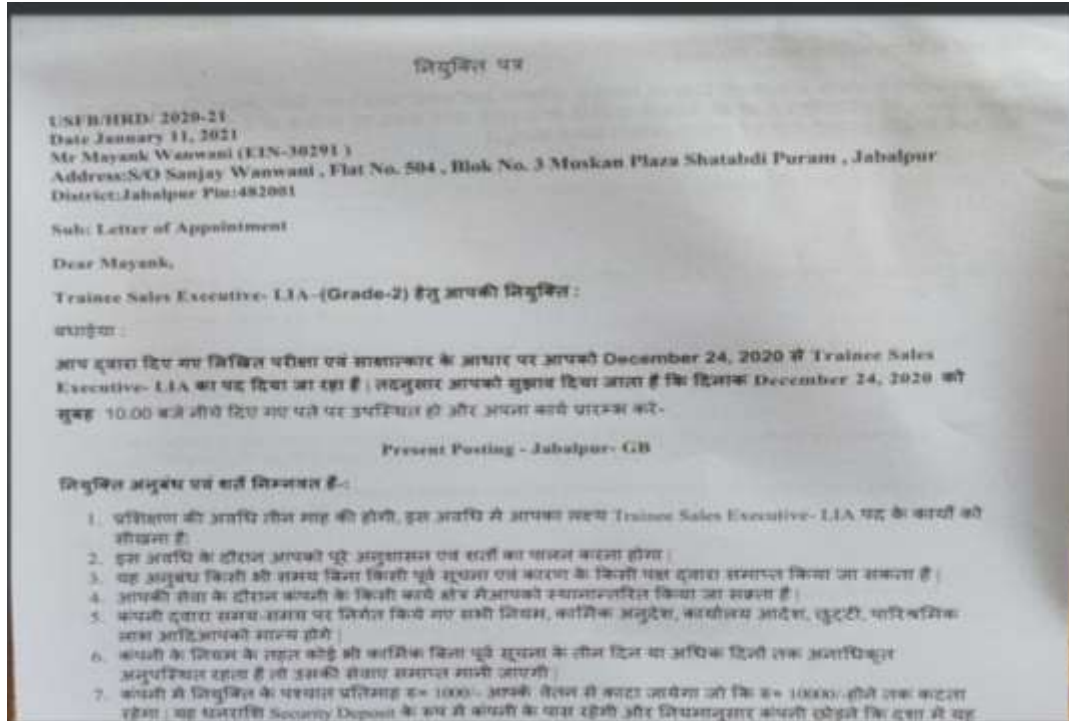 नियुक्ति पत्र
USFB/HRD/ 2020-21
Date January 11, 2021
Mr Mayank Wanwani (EIN-30291 )
Address:S/O Sanjay Wanwani , Flat No. 504 , Blok No. 3 Muskan Plaza Shatabdi Puram , Jabalpur
District:Jabalpur Pin:482001
Sub: Letter of Appointment
Dear Mayank,
Trainee Sales Executive- LIA-(Grade-2) हेतु आपकी नियुक्ति :
बधाईया :
आप दवारा दिए गए लिखित परीक्षा एवं साक्षात्कार के आधार पर आपको December 24, 2020 से Trainee Sales
Executive- LIA का पद दिया जा रहा है | तदनुसार आपको सुझाव दिया जाता है कि दिनाक December 24, 2020 को
सुबह 10.00 बजे नीचे दिए गए पते पर उपस्थित हो और अपना कार्य प्रारम्भ करे-
Present Posting - Jabalpur- GB
नियुक्ति अनुबंध एवं शर्ते निम्नवत है-:
1. प्रशिक्षण की अवधि तीन माह की होगी, इस अवधि मे आपका लक्ष्य Trainee Sales Executive- LIA पद के कार्यो को
सीखना है;
2. इस अवधि के दौरान आपको पूरे अनुशासन एवं शर्तो का पालन करना होगा |
3. यह अनुबंध किसी भी समय बिना किसी पूर्व सूचना एवं कारण के किसी पक्ष दवारा समाप्त किया जा सकता है |
4. आपकी सेवा के दौरान कंपनी के किसी कार्य क्षेत्र मेआपको स्थानान्तरित किया जा सकता है |
5. कंपनी दवारा समय-समय पर निर्गत किये गए सभी नियम, कार्मिक अनुदेश, कार्यालय आदेश, छुटटी, पारिश्रमिक
लाभ आदिआपको मान्य होगे |
6. कंपनी के नियम के तहत कोई भी कार्मिक बिना पूर्व सूचना के तीन दिन या अधिक दिनो तक अनाधिकृत
अनुपस्थित रहता है तो उसकी सेवाए समाप्त मानी जाएगी |
7. कंपनी मे नियुक्ति के पश्चात प्रतिमाह रु= 1000/- आपके वेतन से काटा जायेगा जो कि रु= 10000/-होने तक कटता
रहेगा | यह धनराशि Security Deposit के रूप मे कंपनी के पास रहेगी और नियमानुसार कंपनी छोड़ने कि दशा मे यह